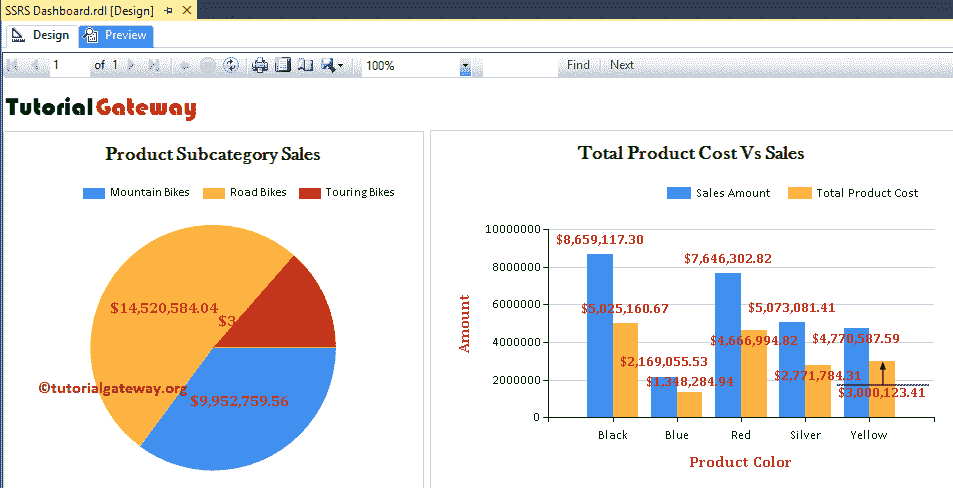 SSRS Dashboard.rdl [Design]
Design Preview
1 of 1 100% Find Next
TutorialGateway
Product Subcategory Sales
Mountain Bikes Road Bikes Touring Bikes
$14,520,584.04
$3
©tutorialgateway.org
$9,952,759.56
Total Product Cost Vs Sales
Sales Amount Total Product Cost
Amount
10000000
8000000
6000000
4000000
2000000
0
$8,659,117.30
$7,646,302.82
$5,025,160.67
$5,073,081.41
$4,666,994.82
$4,770,587.59
$2,169,055.53
$1,348,284.94
$2,771,784.31
$3,000,123.41
Black Blue Red Silver Yellow
Product Color